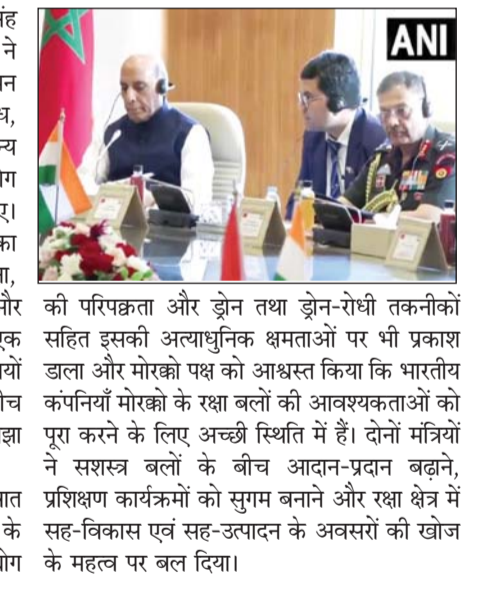 ANI
की परिपक्वता और ड्रोन तथा ड्रोन-रोधी तकनीकों
सहित इसकी अत्याधुनिक क्षमताओं पर भी प्रकाश
डाला और मोरक्को पक्ष को आश्वस्त किया कि भारतीय
कंपनियाँ मोरक्को के रक्षा बलों की आवश्यकताओं को
पूरा करने के लिए अच्छी स्थिति में हैं। दोनों मंत्रियों
ने सशस्त्र बलों के बीच आदान-प्रदान बढ़ाने,
प्रशिक्षण कार्यक्रमों को सुगम बनाने और रक्षा क्षेत्र में
सह-विकास एवं सह-उत्पादन के अवसरों की खोज
के महत्व पर बल दिया।